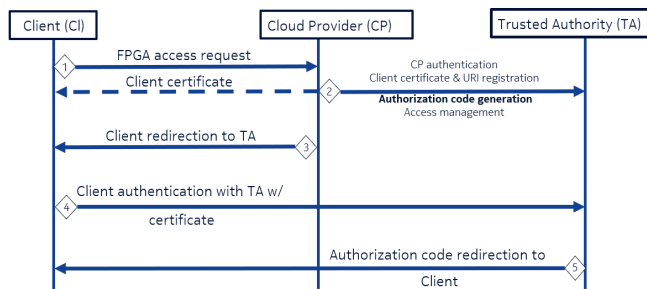 Client (Cl)
Cloud Provider (CP)
Trusted Authority (TA)
FPGA access request
1
Client certificate
2
CP authentication
Client certificate & URI registration
Authorization code generation
Access management
Client redirection to TA
3
Client authentication with TA w/
4
certificate
Authorization code redirection to
5
Client